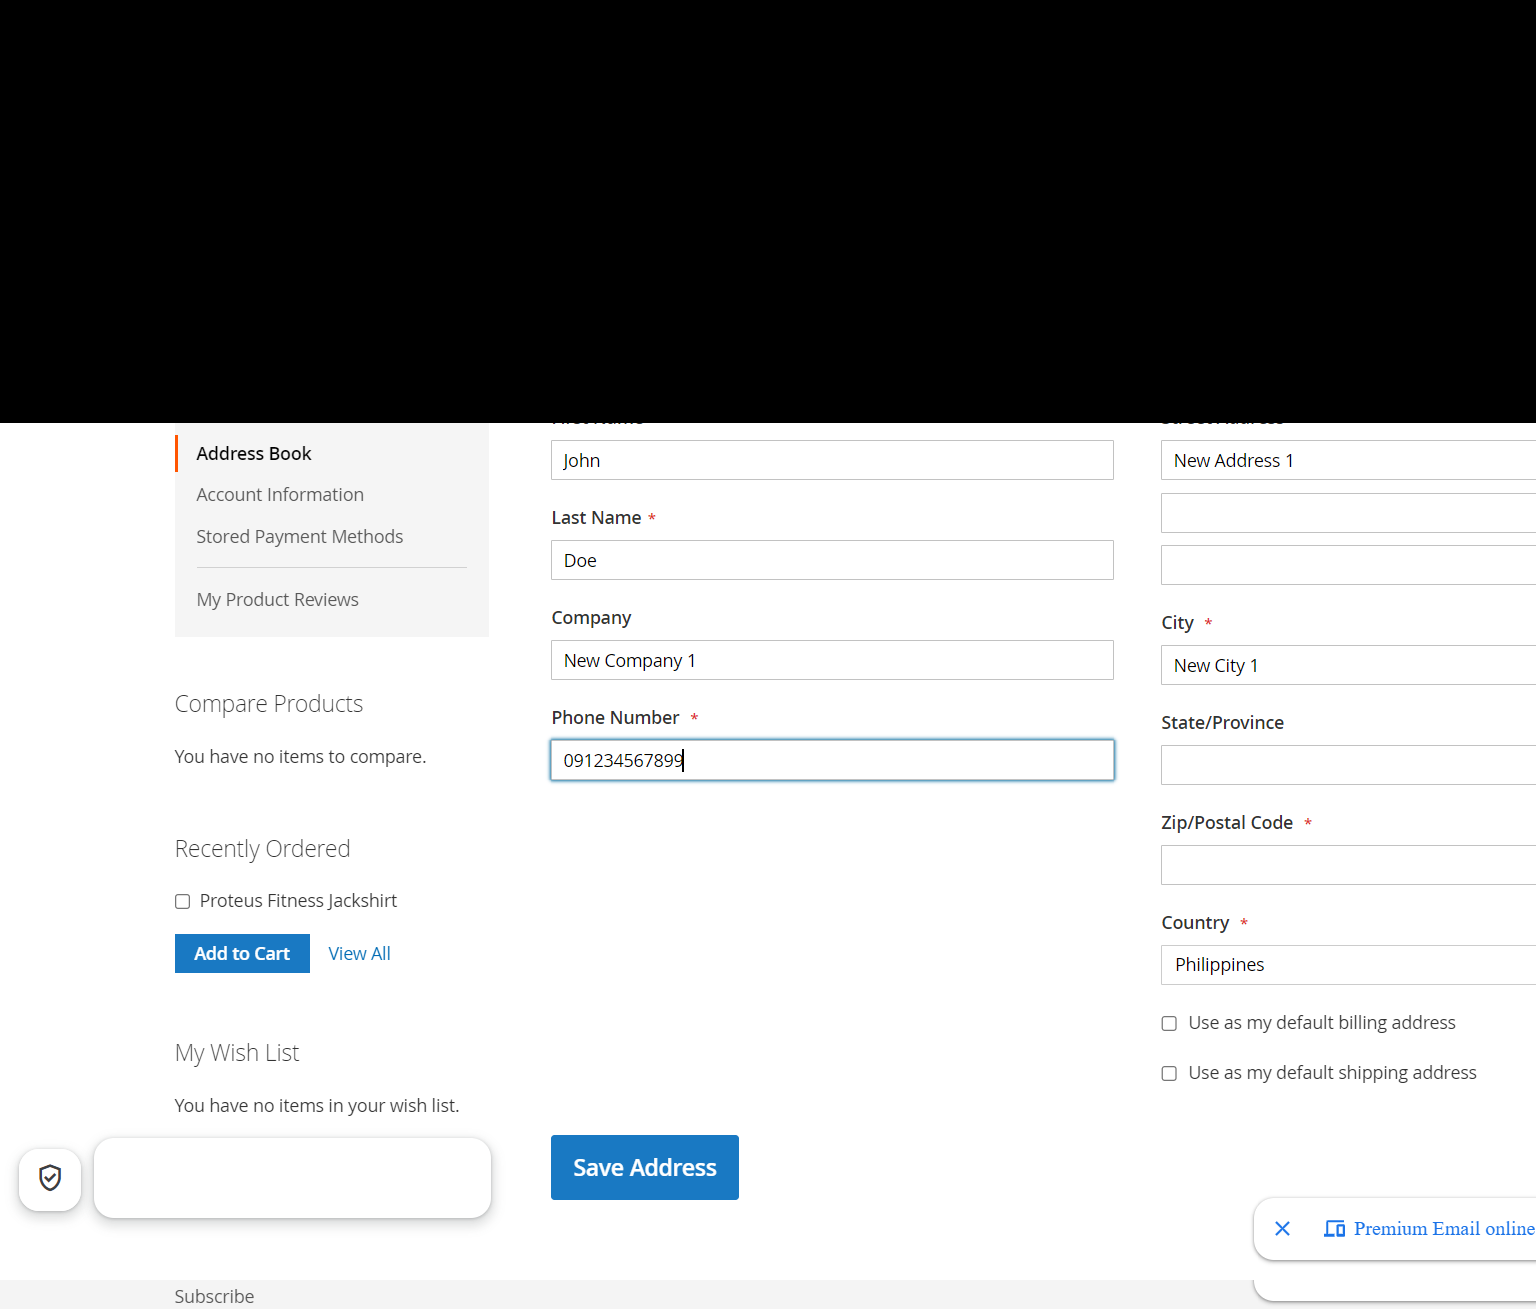 Address Book
Account Information
Stored Payment Methods
My Product Reviews
Compare Products
You have no items to compare.
Recently Ordered
Proteus Fitness Jackshirt
Add to Cart
View All
My Wish List
You have no items in your wish list.
John
Last Name *
Doe
Company
New Company 1
Phone Number *
091234567899
Save Address
New Address 1
City *
New City 1
State/Province
Zip/Postal Code *
Country *
Philippines
Use as my default billing address
Use as my default shipping address
Premium Email online
Subscribe